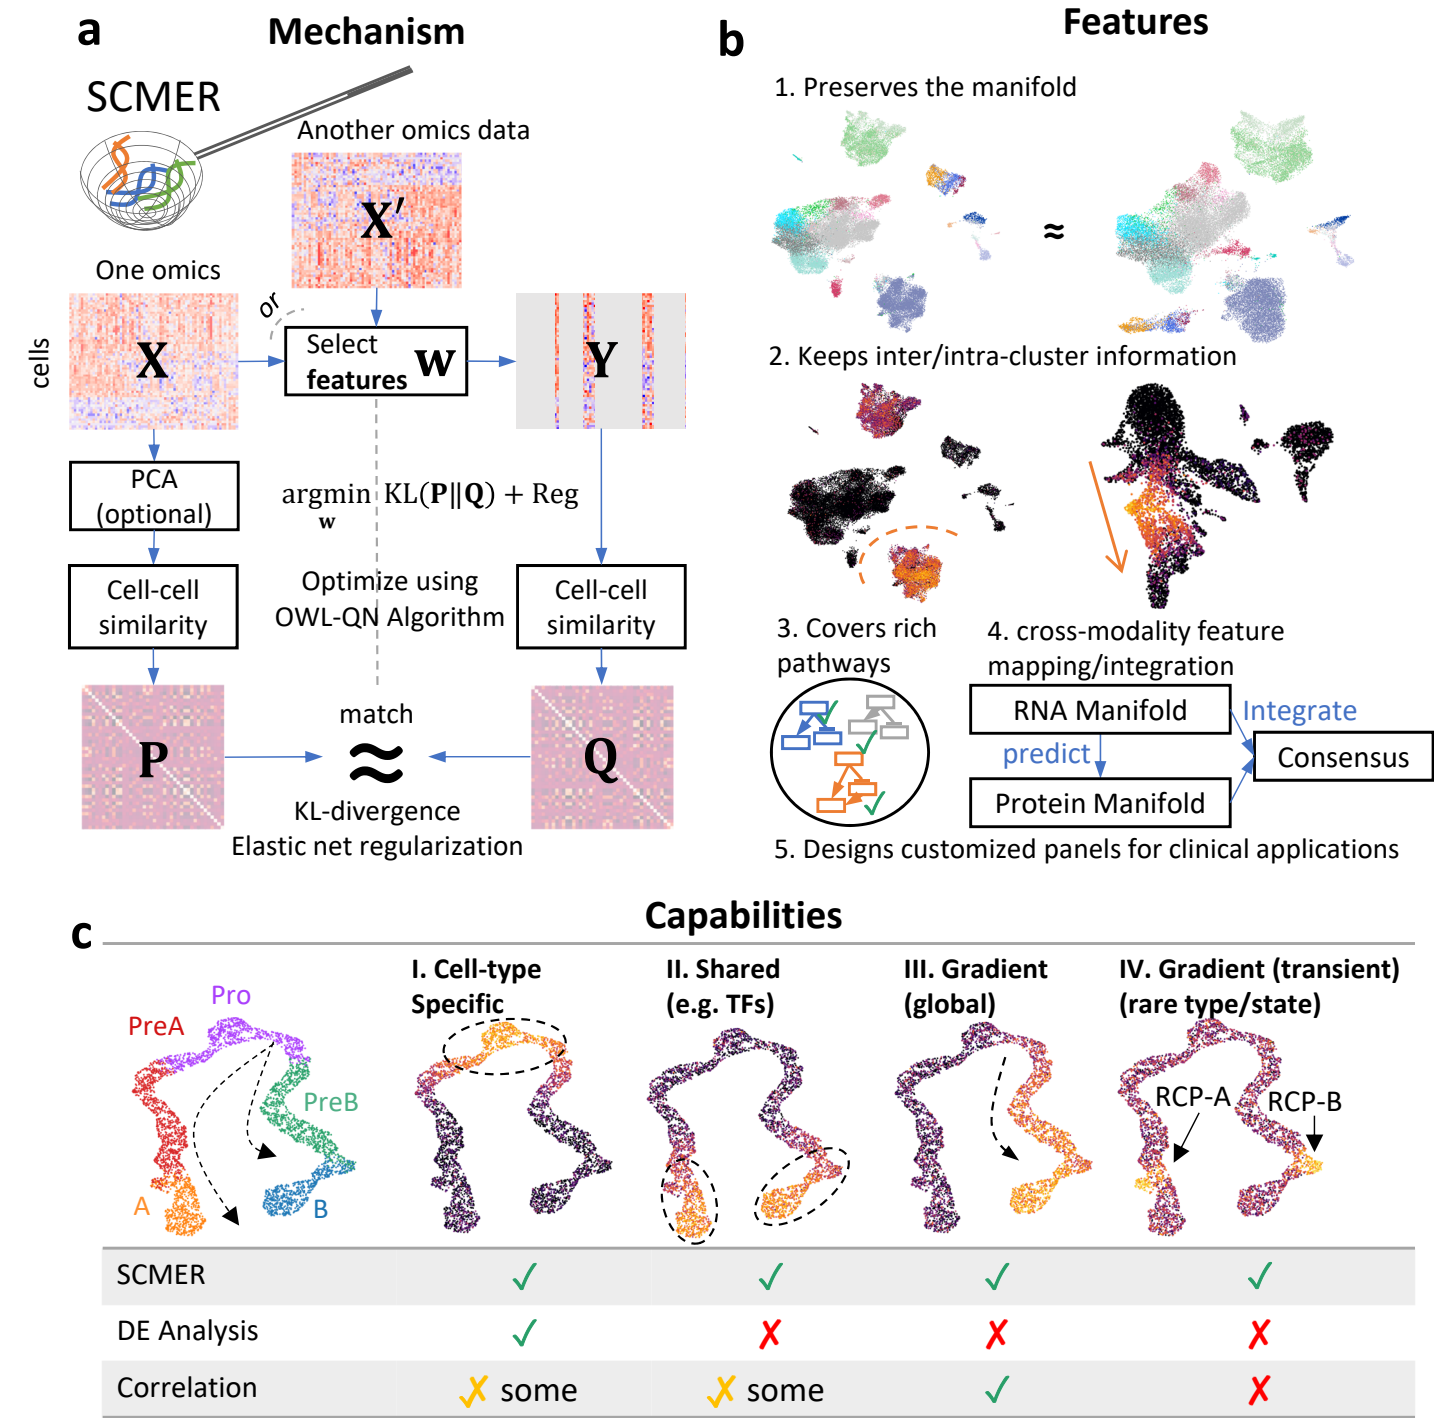 a
Mechanism
SCMER
Another omics data
X′
One omics
or
cells
X
Select
features
w
Y
PCA
(optional)
argmin KL(P‖Q) + Reg
w
Cell-cell
similarity
Optimize using
OWL-QN Algorithm
Cell-cell
similarity
match
P
≈
Q
KL-divergence
Elastic net regularization
b
Features
1. Preserves the manifold
≈
2. Keeps inter/intra-cluster information
3. Covers rich
pathways
4. cross-modality feature
mapping/integration
RNA Manifold
Integrate
predict
Consensus
Protein Manifold
5. Designs customized panels for clinical applications
c
Capabilities
I. Cell-type
Specific
II. Shared
(e.g. TFs)
III. Gradient
(global)
IV. Gradient (transient)
(rare type/state)
Pro
PreA
PreB
A
B
RCP-A
RCP-B
SCMER ✓ ✓ ✓ ✓
DE Analysis ✓ ✗ ✗ ✗
Correlation ✓✗ some ✓✗ some ✓ ✗